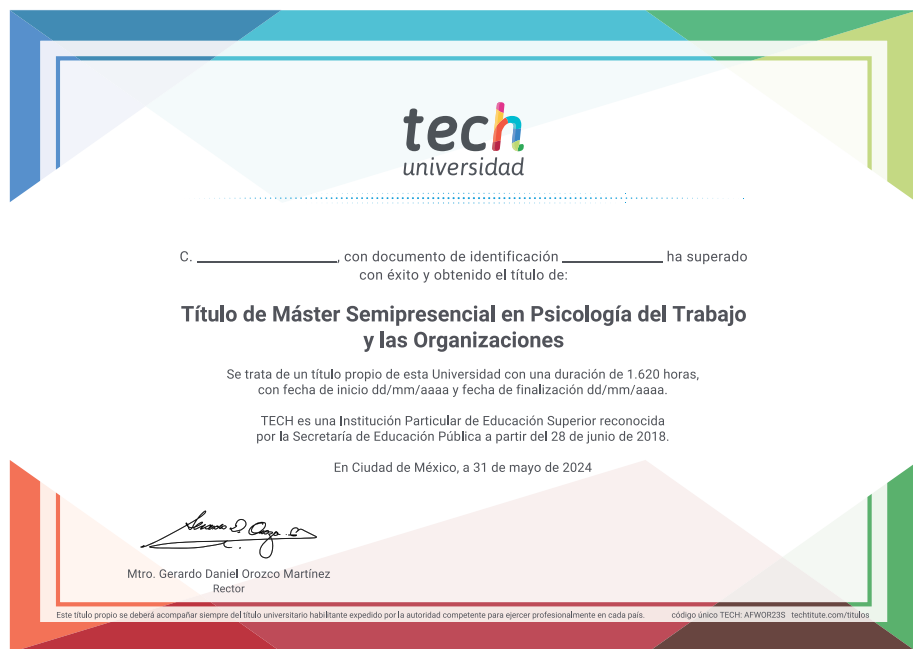 tech
universidad
C. ____________________, con documento de identificación ______________ ha superado
con éxito y obtenido el título de:
Título de Máster Semipresencial en Psicología del Trabajo
y las Organizaciones
Se trata de un título propio de esta Universidad con una duración de 1.620 horas,
con fecha de inicio dd/mm/aaaa y fecha de finalización dd/mm/aaaa.
TECH es una Institución Particular de Educación Superior reconocida
por la Secretaría de Educación Pública a partir del 28 de junio de 2018.
En Ciudad de México, a 31 de mayo de 2024
Mtro. Gerardo Daniel Orozco Martínez
Rector
Este título propio se deberá acompañar siempre del título universitario habilitante expedido por la autoridad competente para ejercer profesionalmente en cada país. código único TECH: AFWOR23S techtitute.com/titulos